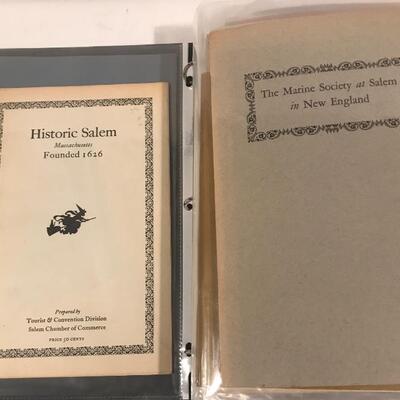 Historic Salem
Massachusetts
Founded 1626
Prepared by
Tourist & Convention Division
Salem Chamber of Commerce
PRICE 50 CENTS
The Marine Society at Salem
in New England